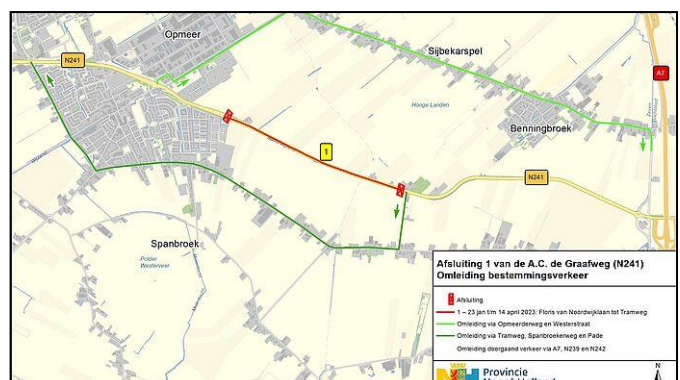 Opmeer
N241
Sijbekarspel
A7
Hooge Landen
Benningbroek
1
N241
Spanbroek
Polder
Westerveer
Afsluiting 1 van de A.C. de Graafweg (N241)
Omleiding bestemmingsverkeer
Afsluiting
1 – 23 jan t/m 14 april 2023: Floris van Noordwijklaan tot Tramweg
Omleiding via Opmeerderweg en Westerstraat
Omleiding via Tramweg, Spanbroekerweg en Pade
Omleiding doorgaand verkeer via A7, N239 en N242
Provincie